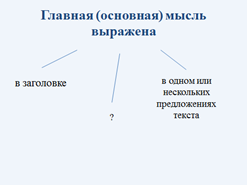 Главная (основная) мысль
выражена
в заголовке
?
в одном или
нескольких
предложениях
текста